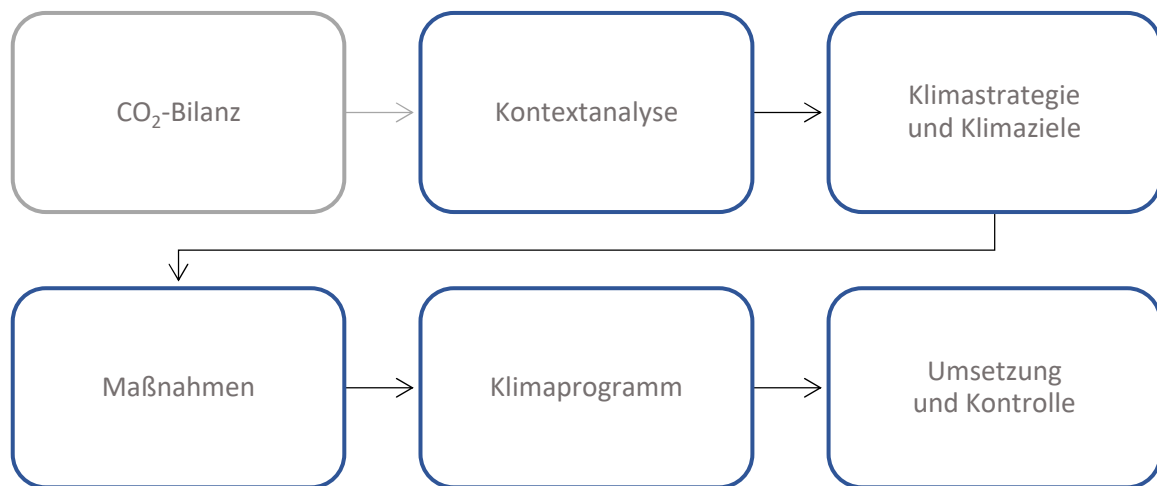 CO₂-Bilanz
Kontextanalyse
Klimastrategie
und Klimaziele
Maßnahmen
Klimaprogramm
Umsetzung
und Kontrolle